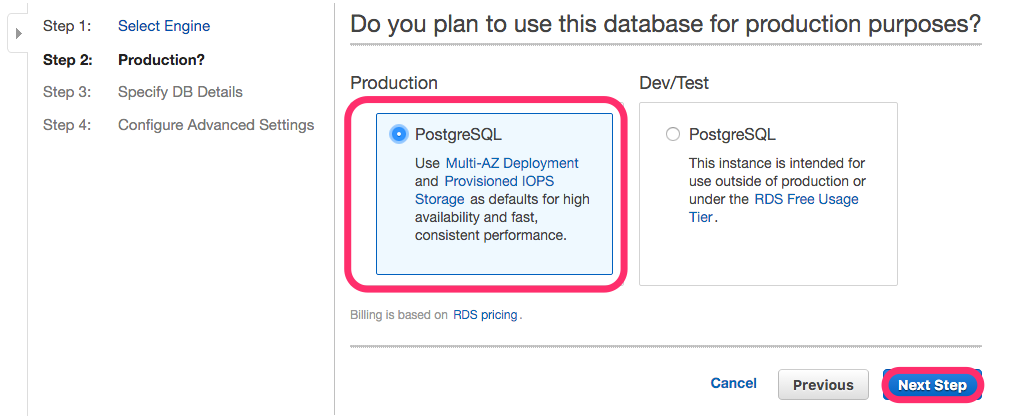 Step 1: Select Engine
Step 2: Production?
Step 3: Specify DB Details
Step 4: Configure Advanced Settings
Do you plan to use this database for production purposes?
Production
PostgreSQL
Use Multi-AZ Deployment
and Provisioned IOPS
Storage as defaults for high
availability and fast,
consistent performance.
Dev/Test
PostgreSQL
This instance is intended for
use outside of production or
under the RDS Free Usage
Tier.
Billing is based on RDS pricing.
Cancel
Previous
Next Step